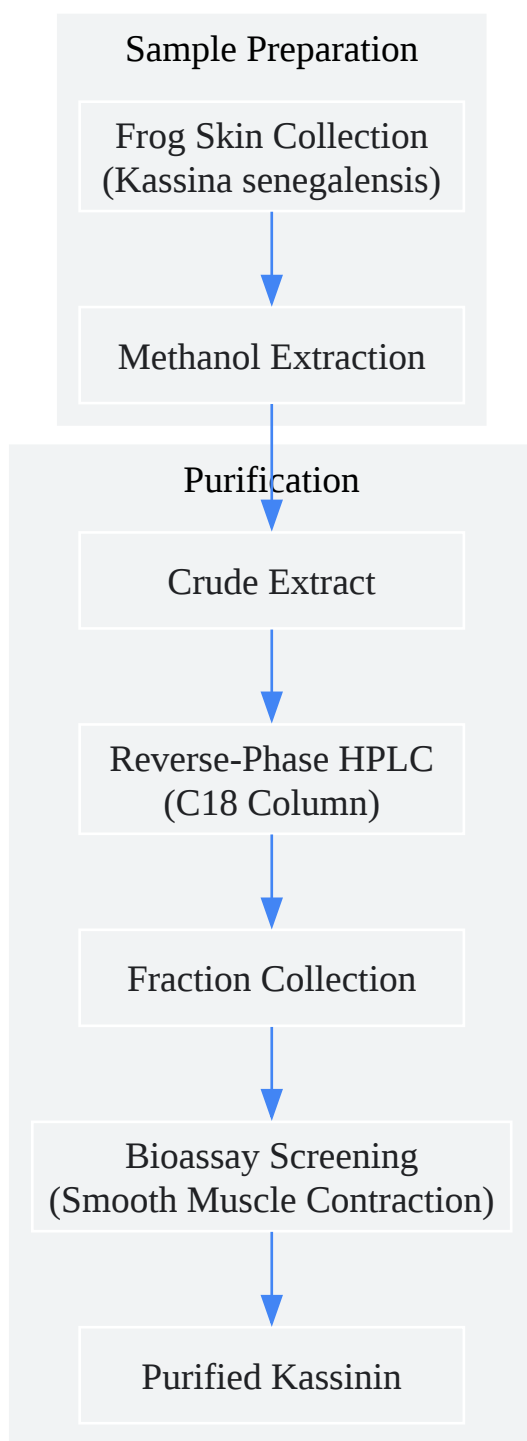 Sample Preparation
Frog Skin Collection
(Kassina senegalensis)
Methanol Extraction
Purification
Crude Extract
Reverse-Phase HPLC
(C18 Column)
Fraction Collection
Bioassay Screening
(Smooth Muscle Contraction)
Purified Kassinin